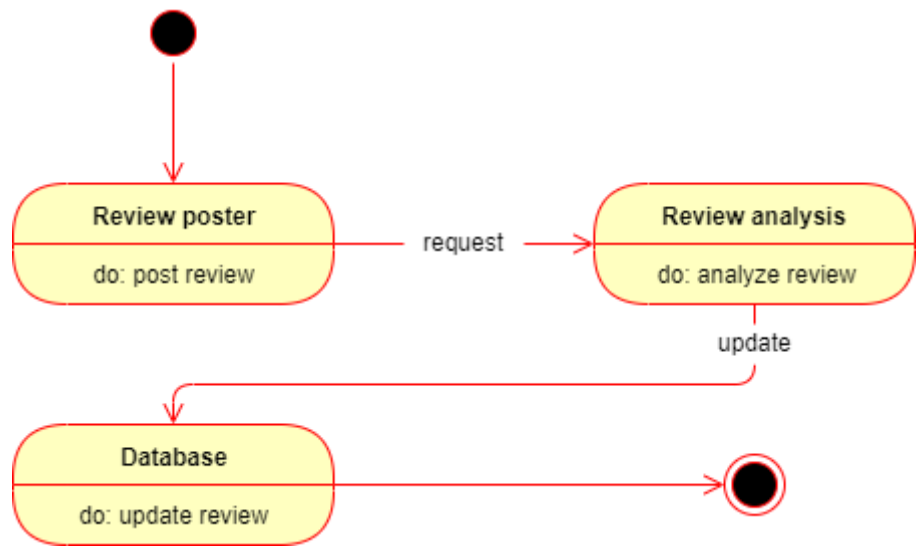 Review poster
do: post review
request
Review analysis
do: analyze review
update
Database
do: update review